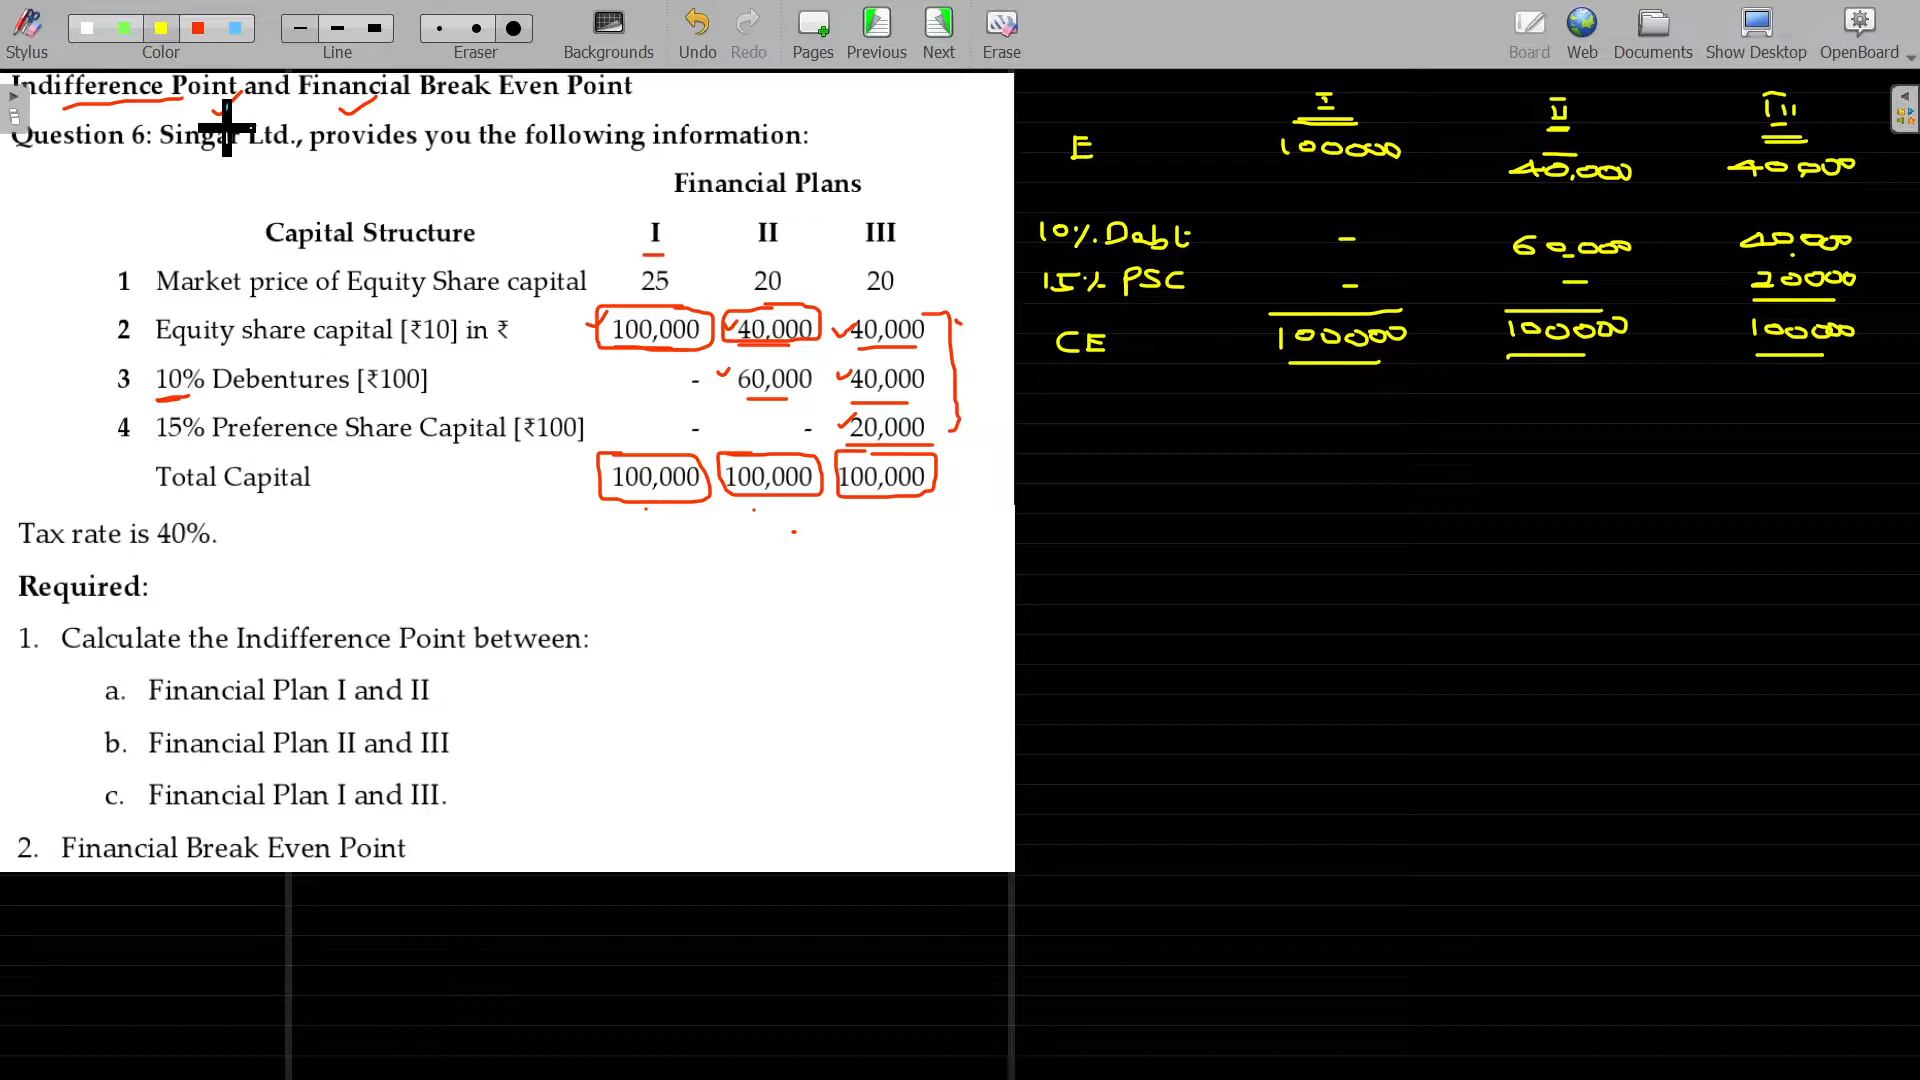 Stylus Color Line Eraser Backgrounds Undo Redo Pages Previous Next Erase Board Web Documents Show Desktop OpenBoard
Indifference Point and Financial Break Even Point
Question 6: Singar Ltd., provides you the following information:
Financial Plans
Capital Structure I II III
1 Market price of Equity Share capital 25 20 20
2 Equity share capital [₹10] in ₹ 100,000 40,000 40,000
3 10% Debentures [₹100] - 60,000 40,000
4 15% Preference Share Capital [₹100] - - 20,000
Total Capital 100,000 100,000 100,000
Tax rate is 40%.
Required:
1. Calculate the Indifference Point between:
a. Financial Plan I and II
b. Financial Plan II and III
c. Financial Plan I and III.
2. Financial Break Even Point
I II III
E 100000 40,000 40,000
10%. Debt - 60,000 40000
15% PSC - - 20000
CE 100000 100000 100000